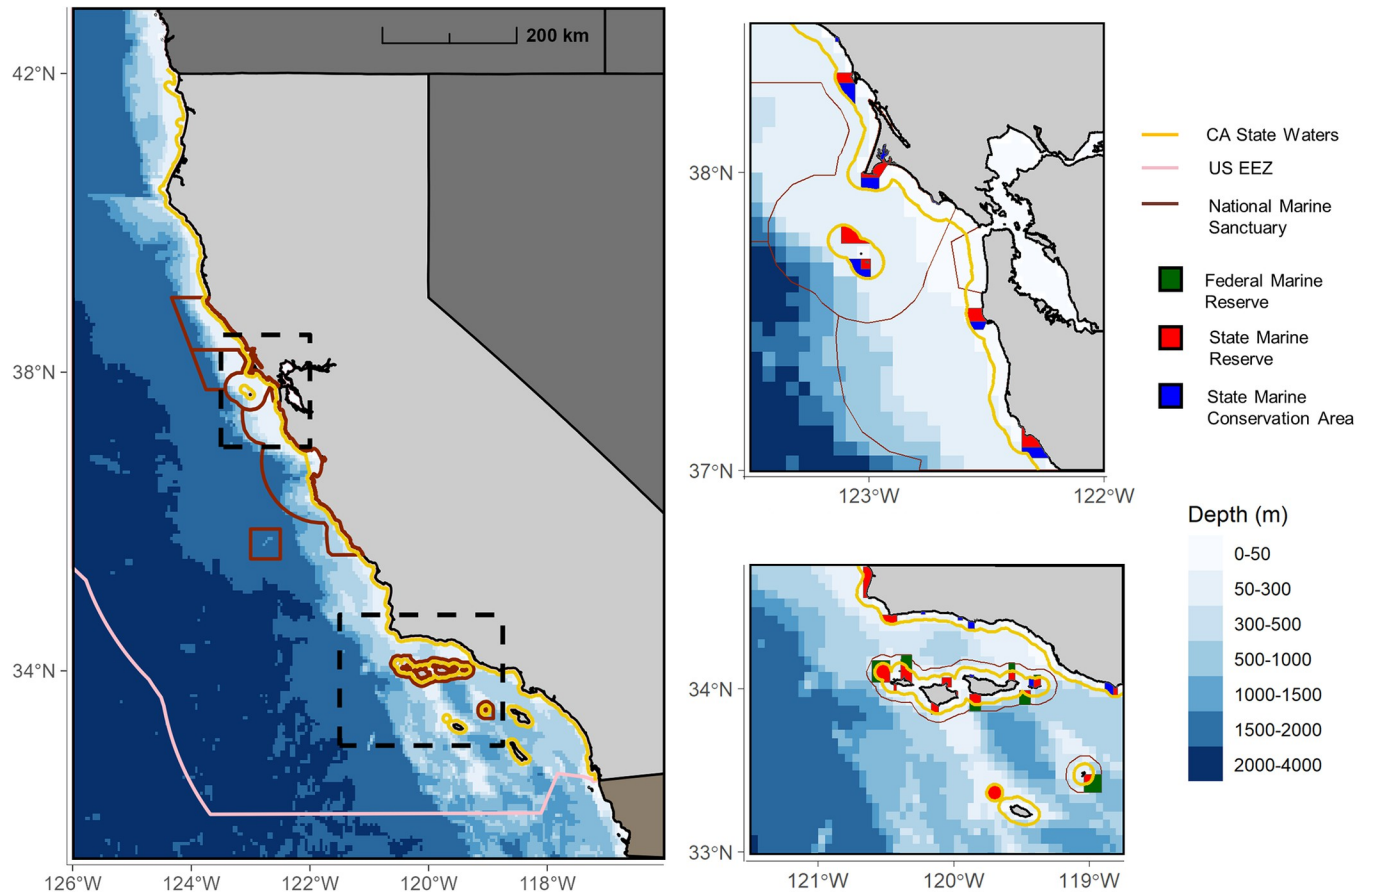 200 km
42°N
38°N
34°N
126°W
124°W
122°W
120°W
118°W
38°N
37°N
123°W
122°W
34°N
33°N
121°W
120°W
119°W
CA State Waters
US EEZ
National Marine
Sanctuary
Federal Marine
Reserve
State Marine
Reserve
State Marine
Conservation Area
Depth (m)
0-50
50-300
300-500
500-1000
1000-1500
1500-2000
2000-4000